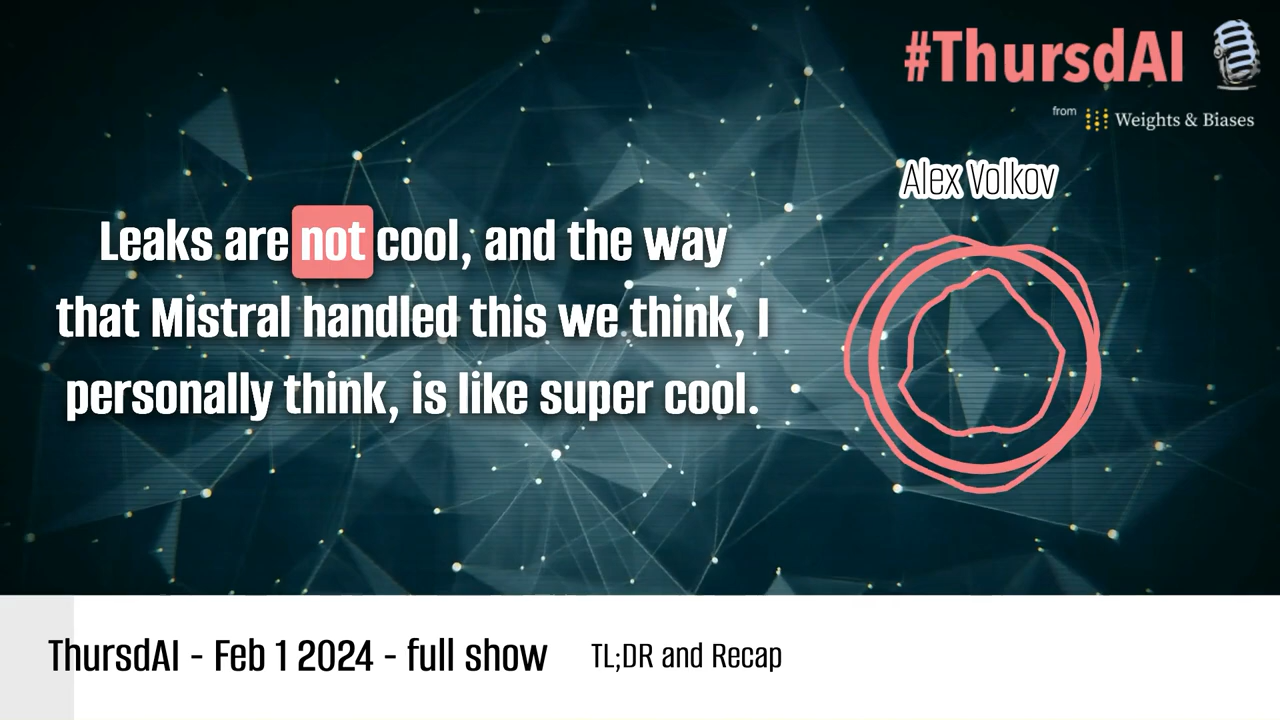 #ThursdAI
from Weights & Biases
Alex Volkov
Leaks are not cool, and the way
that Mistral handled this we think, I
personally think, is like super cool.
ThursdAI - Feb 1 2024 - full show TL;DR and Recap